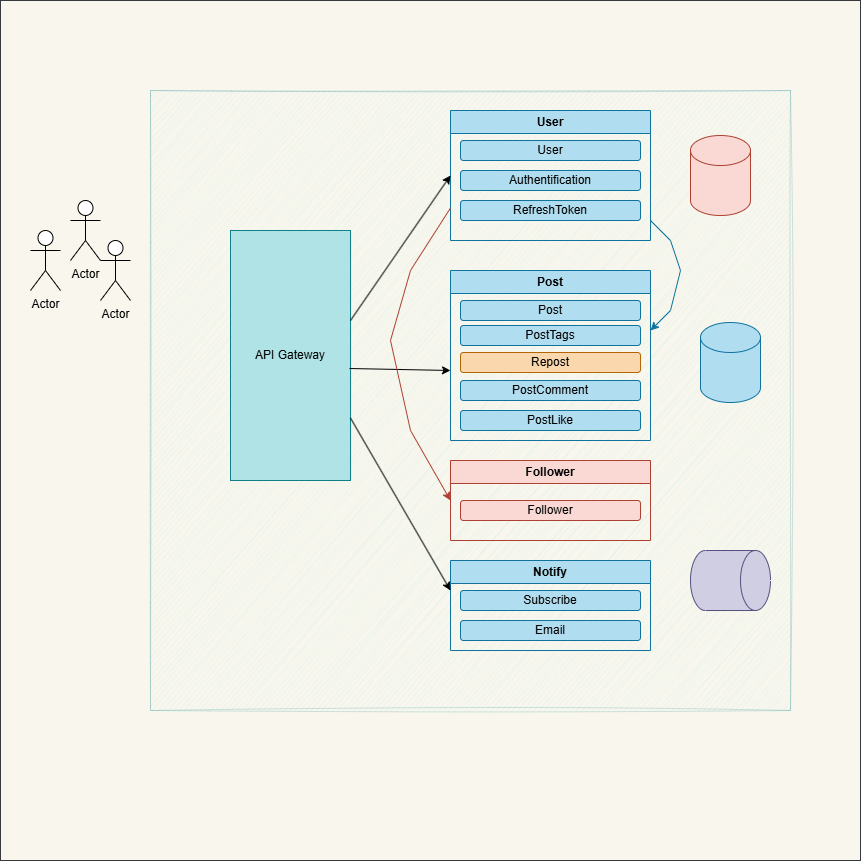 Actor
Actor
Actor
API Gateway
User
User
Authentification
RefreshToken
Post
Post
PostTags
Repost
PostComment
PostLike
Follower
Follower
Notify
Subscribe
Email